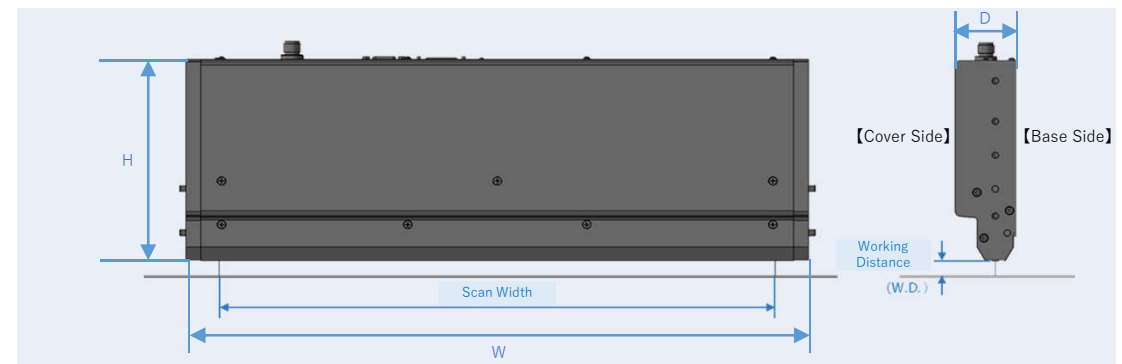 D
H
【Cover Side】
【Base Side】
Working
Distance
(W.D.)
Scan Width
W